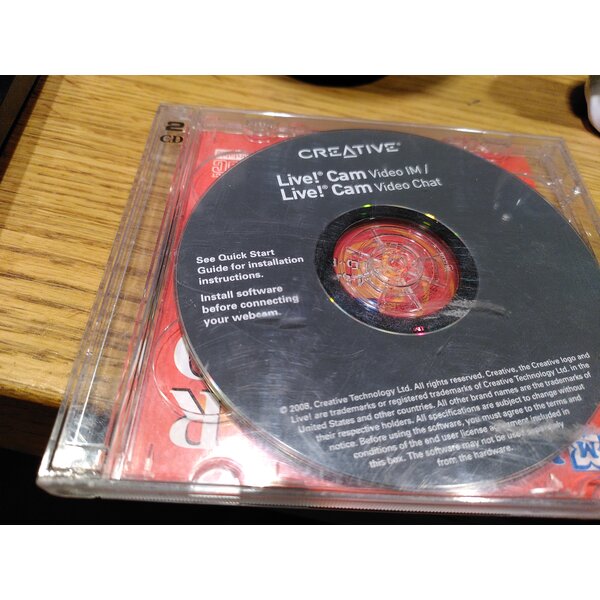 2
CD
CREATIVE®
Live!® Cam Video IM /
Live!® Cam Video Chat
See Quick Start
Guide for installation
instructions.
Install software
before connecting
your webcam.
© 2008, Creative Technology Ltd. All rights reserved. Creative, the Creative logo and
Live! are trademarks or registered trademarks of Creative Technology Ltd. in the
United States and other countries. All other brand names are the trademarks of
their respective holders. All specifications are subject to change without
notice. Before using the software, you must agree to the terms and
conditions of the end user license agreement included in
this box. The software may not be used separately
from the hardware.